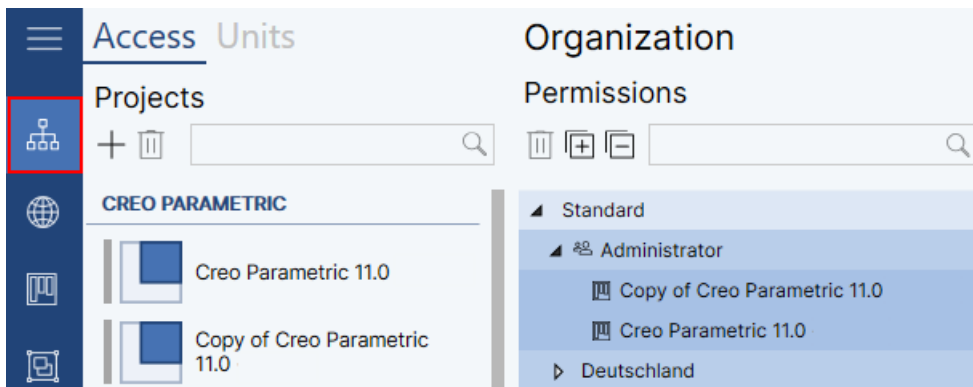 Access Units
Projects
CREO PARAMETRIC
Creo Parametric 11.0
Copy of Creo Parametric
11.0
Organization
Permissions
Standard
Administrator
Copy of Creo Parametric 11.0
Creo Parametric 11.0
Deutschland